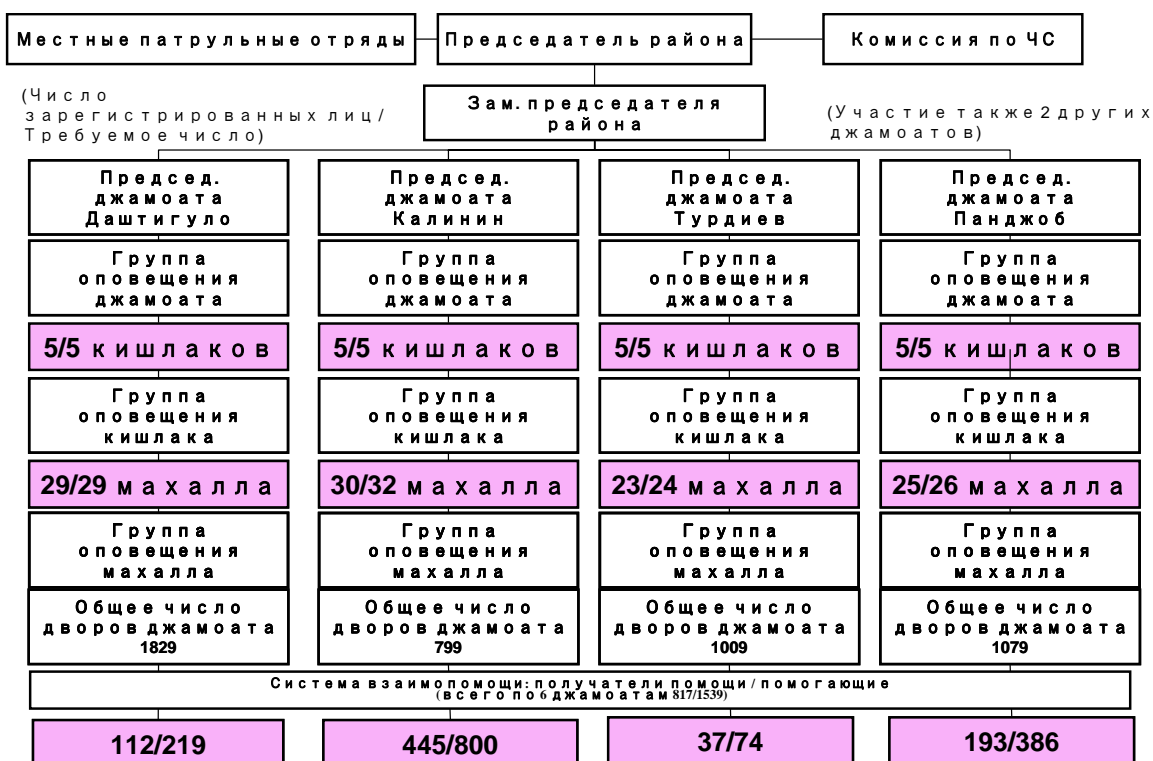 Местные патрульные отряды
Председатель района
Комиссия по ЧС
(Число
зарегистрированных лиц/
Требуемое число)
Зам. председателя
района
(Участие также 2 других
джамоатов)
Председ.
джамоата
Даштигуло
Председ.
джамоата
Калинин
Председ.
джамоата
Турдиев
Председ.
джамоата
Панджоб
Группа
оповещения
джамоата
Группа
оповещения
джамоата
Группа
оповещения
джамоата
Группа
оповещения
джамоата
5/5 кишлаков
5/5 кишлаков
5/5 кишлаков
5/5 кишлаков
Группа
оповещения
кишлака
Группа
оповещения
кишлака
Группа
оповещения
кишлака
Группа
оповещения
кишлака
29/29 махалла
30/32 махалла
23/24 махалла
25/26 махалла
Группа
оповещения
махалла
Группа
оповещения
махалла
Группа
оповещения
махалла
Группа
оповещения
махалла
Общее число
дворов джамоата
1829
Общее число
дворов джамоата
799
Общее число
дворов джамоата
1009
Общее число
дворов джамоата
1079
Система взаимопомощи: получатели помощи / помогающие
(всего по 6 джамоатам 817/1539)
112/219
445/800
37/74
193/386